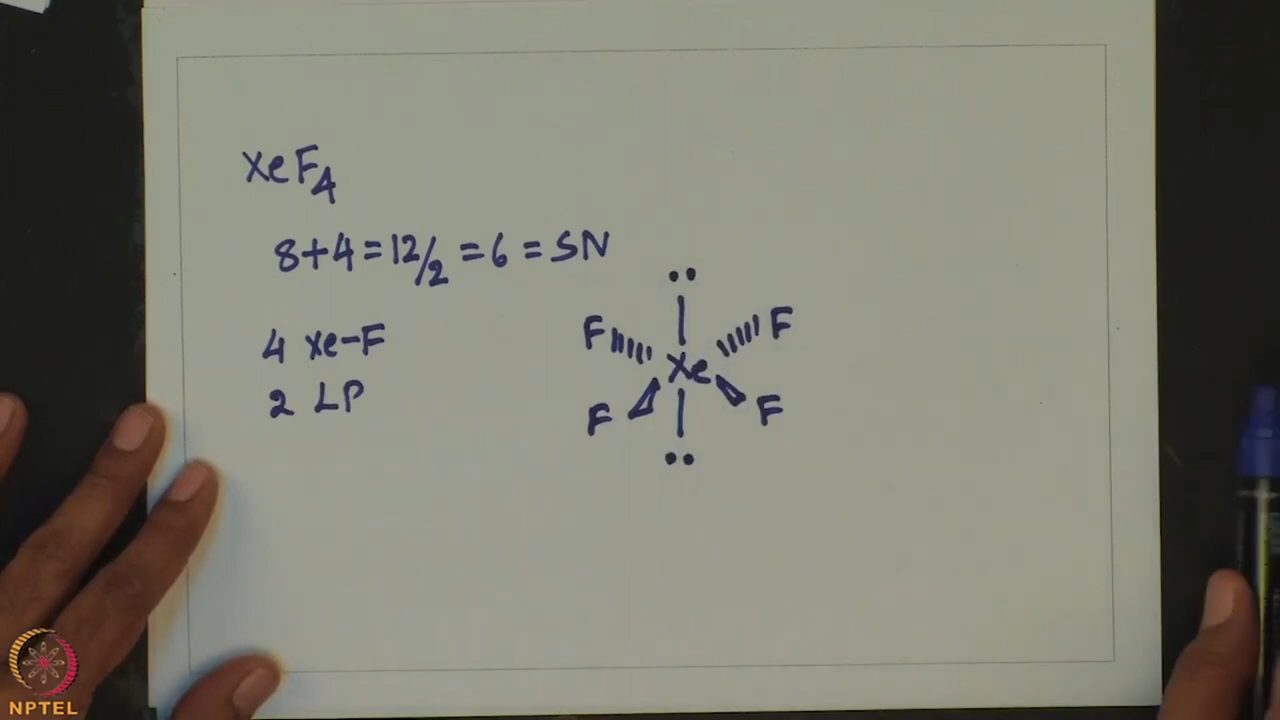 XeF4
8+4=12/2 =6 = SN
4 Xe-F
2 LP
F F
Xe
F F
NPTEL